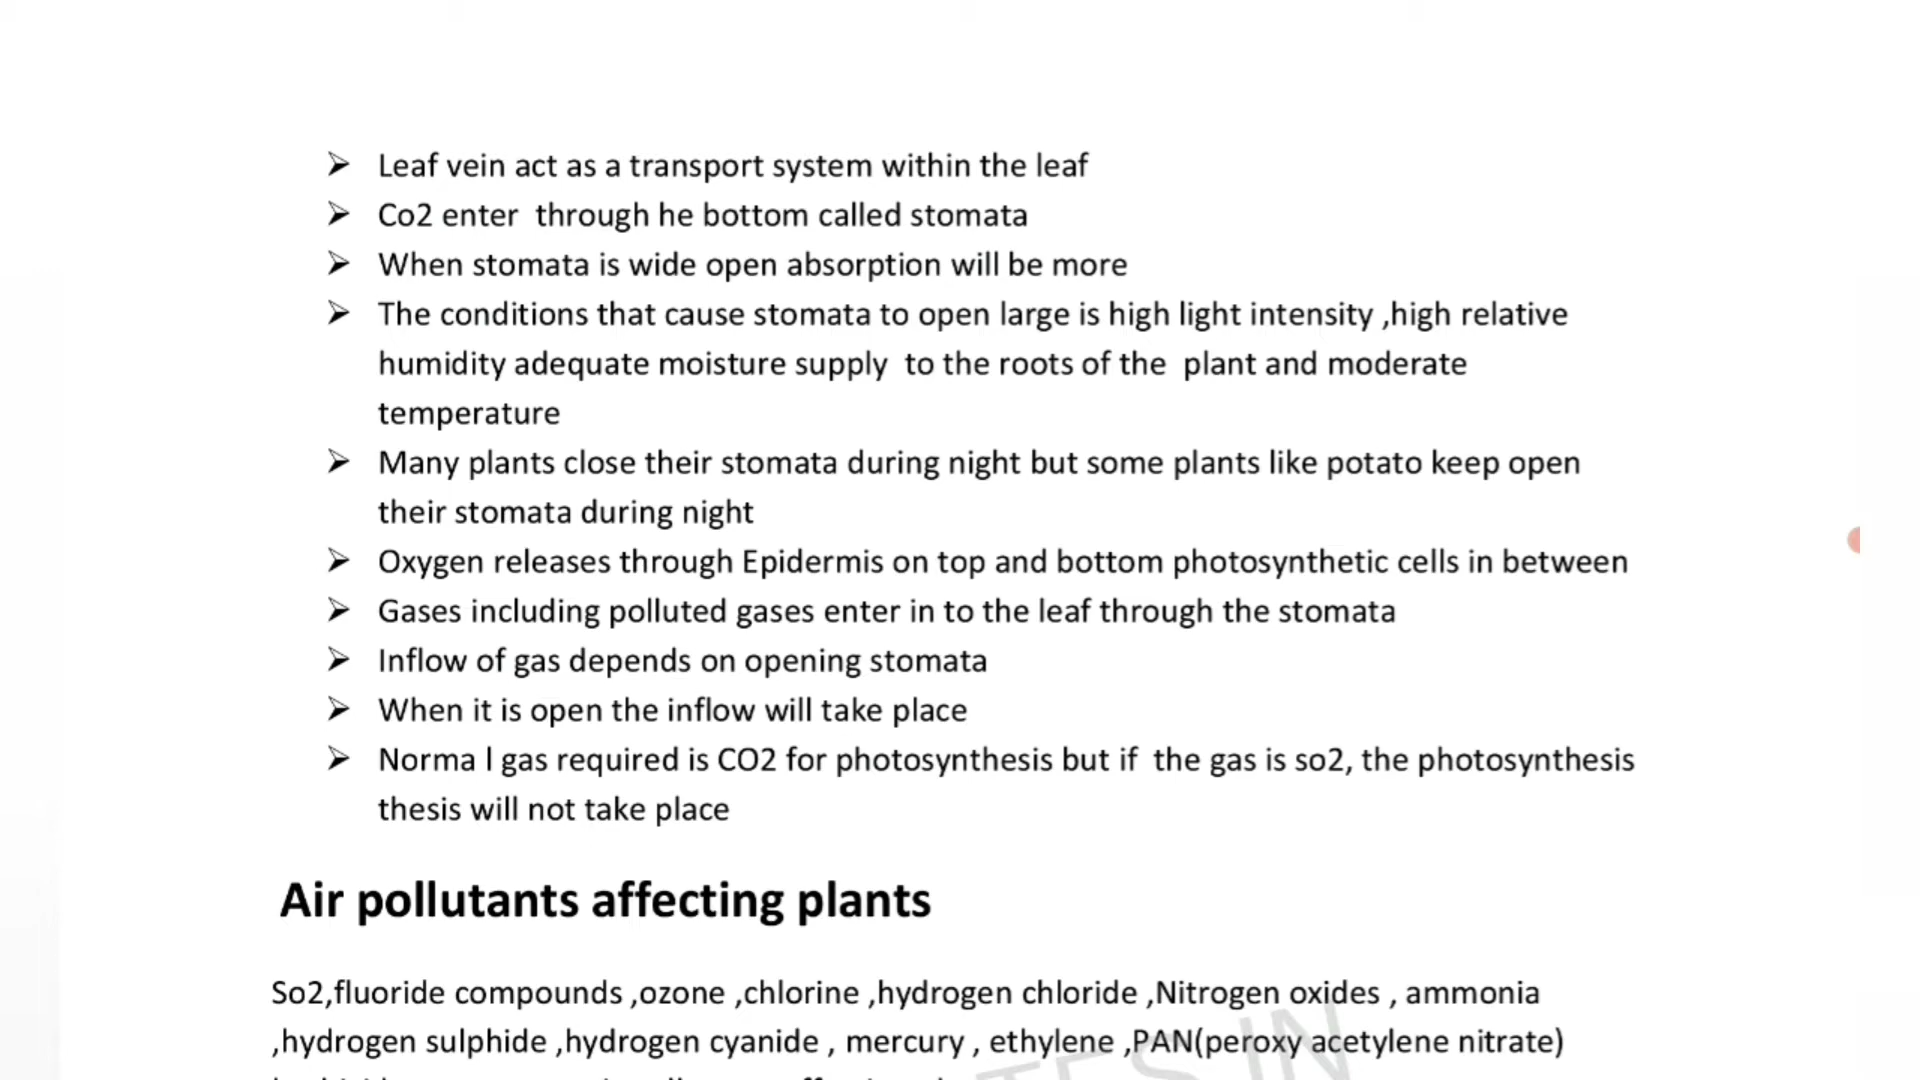 ➢ Leaf vein act as a transport system within the leaf
➢ Co2 enter  through he bottom called stomata
➢ When stomata is wide open absorption will be more
➢ The conditions that cause stomata to open large is high light intensity ,high relative
humidity adequate moisture supply  to the roots of the  plant and moderate
temperature
➢ Many plants close their stomata during night but some plants like potato keep open
their stomata during night
➢ Oxygen releases through Epidermis on top and bottom photosynthetic cells in between
➢ Gases including polluted gases enter in to the leaf through the stomata
➢ Inflow of gas depends on opening stomata
➢ When it is open the inflow will take place
➢ Norma l gas required is CO2 for photosynthesis but if  the gas is so2, the photosynthesis
thesis will not take place
Air pollutants affecting plants
So2,fluoride compounds ,ozone ,chlorine ,hydrogen chloride ,Nitrogen oxides , ammonia
,hydrogen sulphide ,hydrogen cyanide , mercury , ethylene ,PAN(peroxy acetylene nitrate)
IN